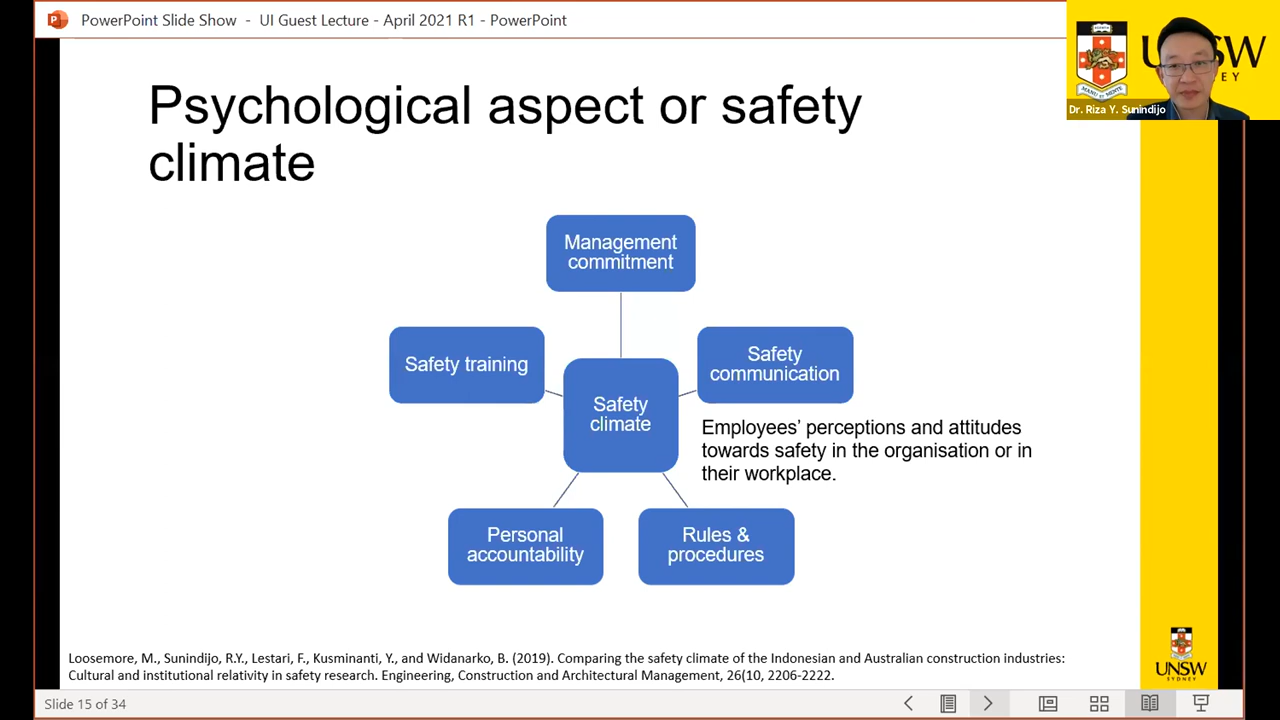 PowerPoint Slide Show - UI Guest Lecture - April 2021 R1 - PowerPoint
UNSW
SYDNEY
MANU ET MENTE
Dr. Riza Y. Sunindijo
Psychological aspect or safety
climate
Management
commitment
Safety training
Safety
communication
Safety
climate
Employees’ perceptions and attitudes
towards safety in the organisation or in
their workplace.
Personal
accountability
Rules &
procedures
Loosemore, M., Sunindijo, R.Y., Lestari, F., Kusminanti, Y., and Widanarko, B. (2019). Comparing the safety climate of the Indonesian and Australian construction industries:
Cultural and institutional relativity in safety research. Engineering, Construction and Architectural Management, 26(10, 2206-2222.
UNSW
SYDNEY
Slide 15 of 34